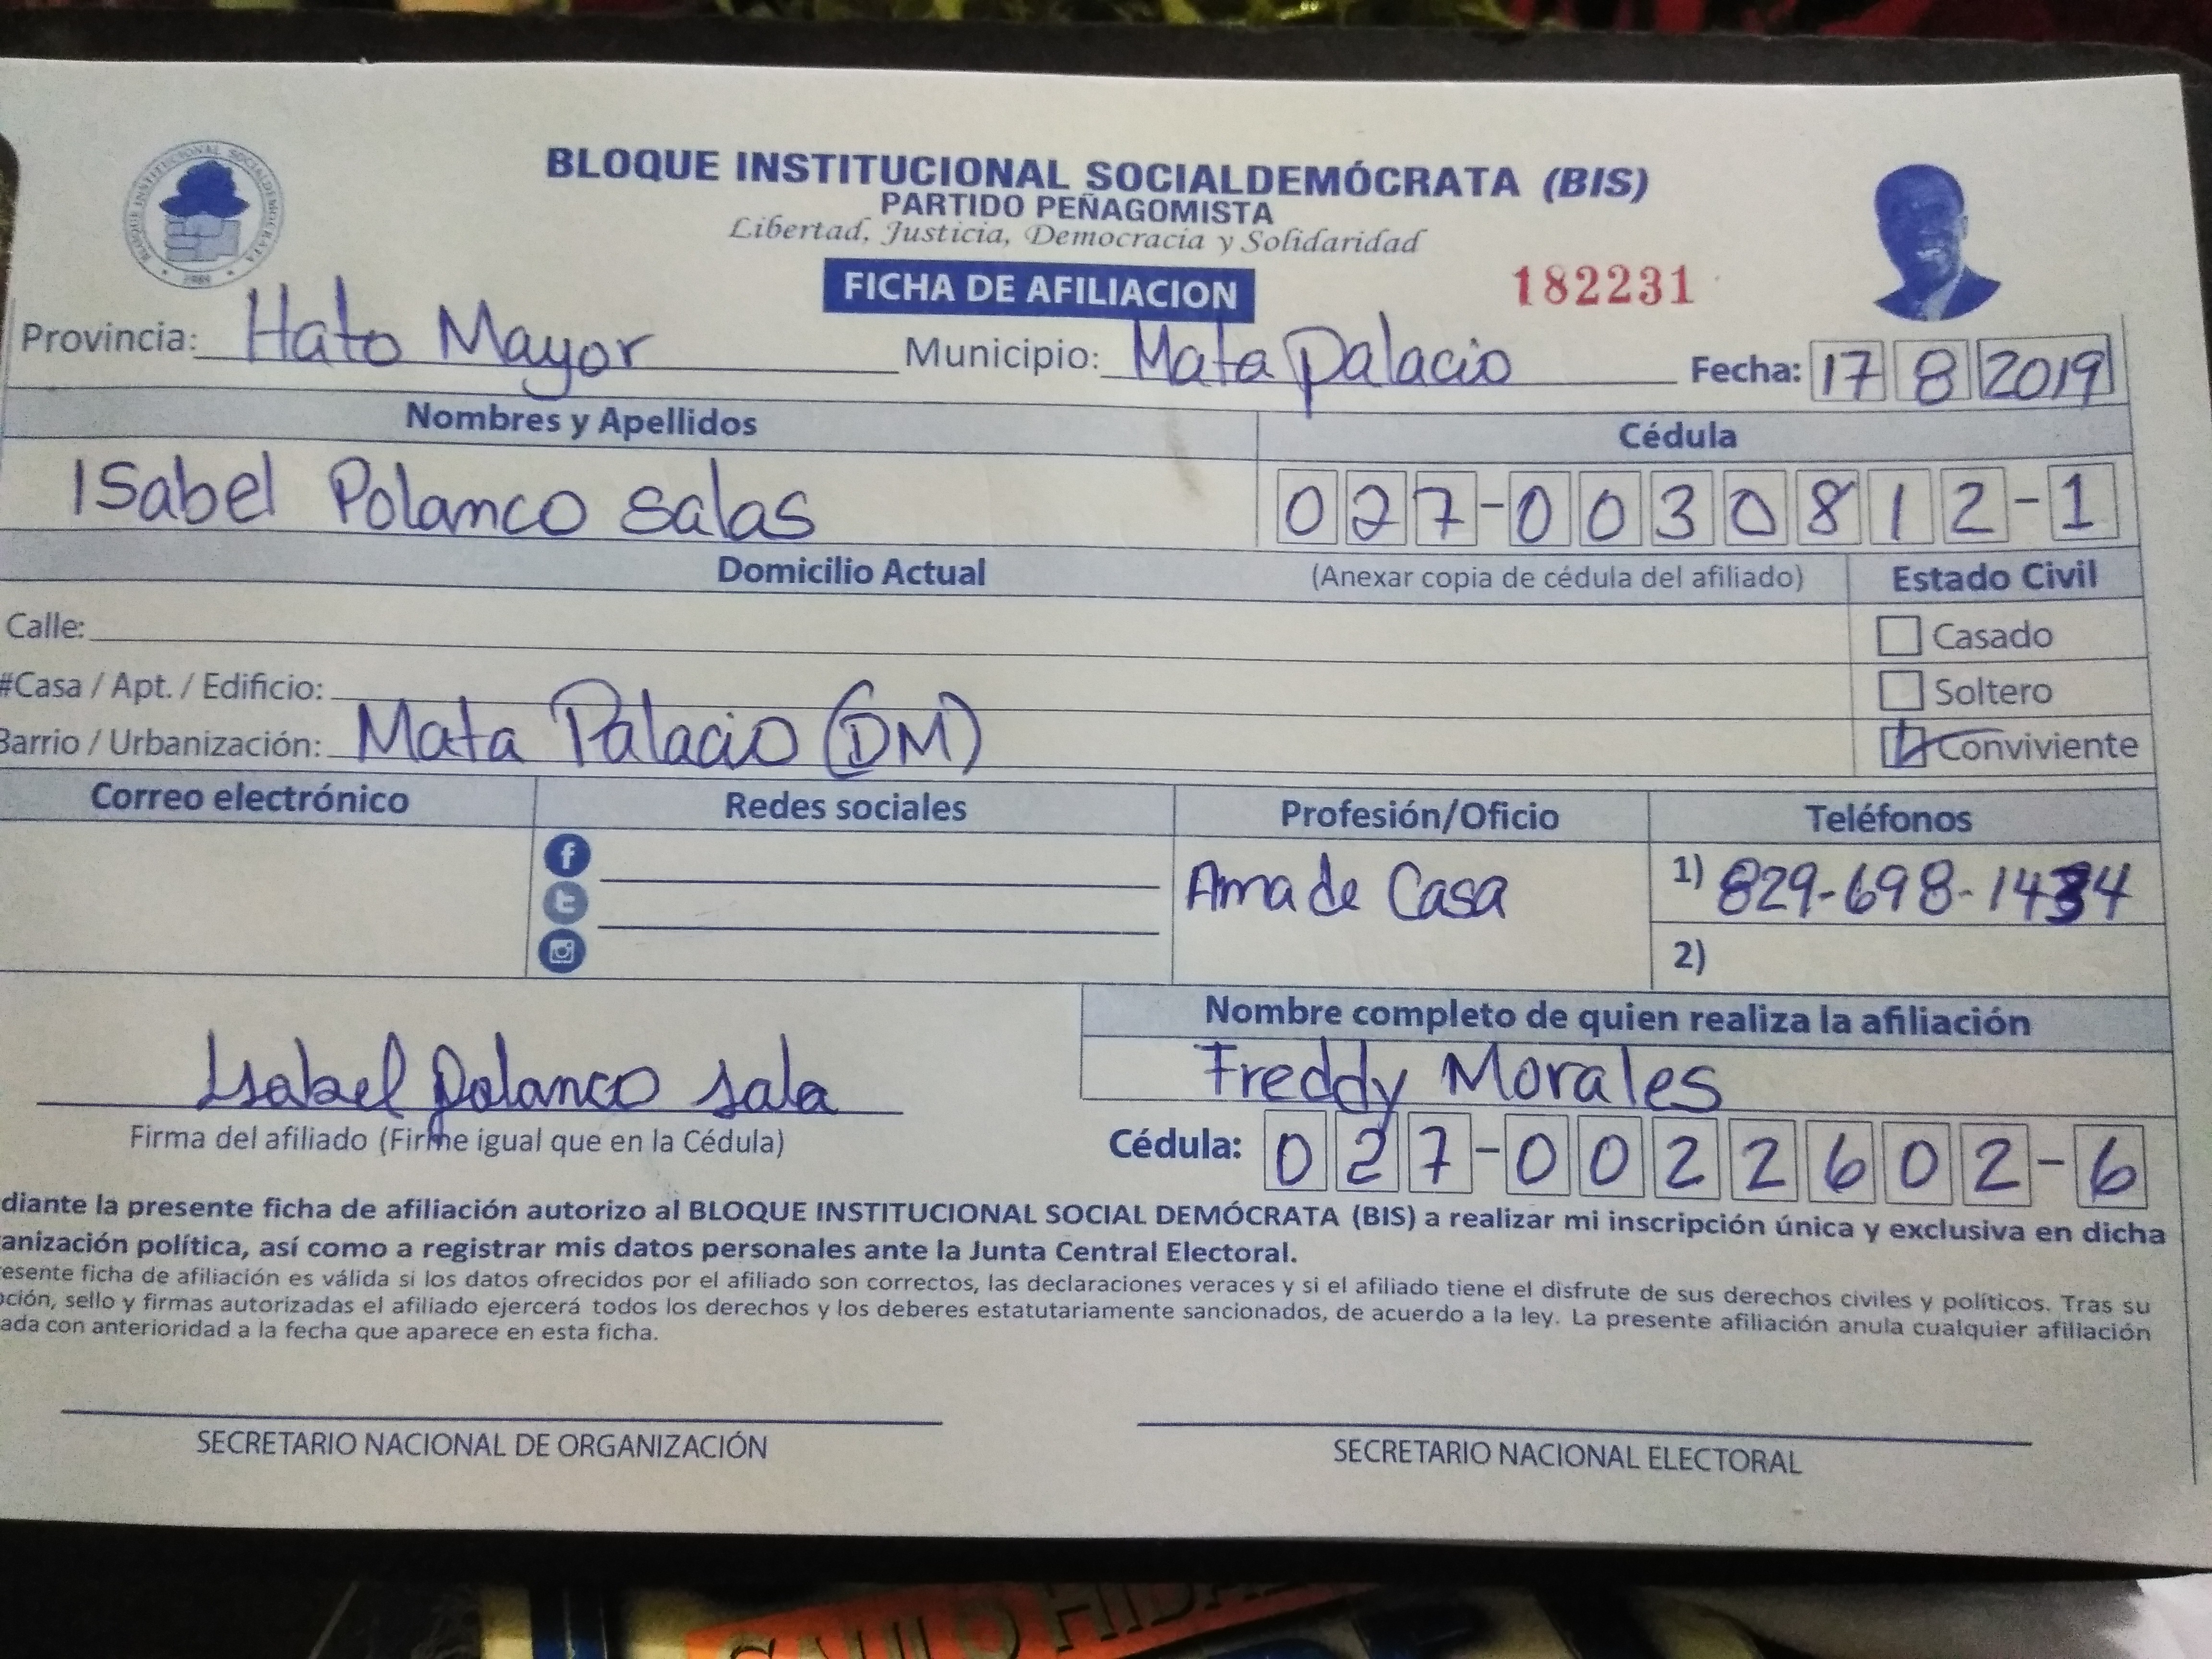 BLOQUE INSTITUCIONAL SOCIALDEMÓCRATA (BIS)
PARTIDO PEÑAGOMISTA
Libertad, Justicia, Democracia y Solidaridad
FICHA DE AFILIACION
182231
BLOQUE INSTITUCIONAL SOCIALDEMÓCRATA
Provincia: Hato Mayor Municipio: Mata Palacio Fecha: 17 8 2019
Nombres y Apellidos Cédula
Isabel Polanco Salas 027-0030812-1
Domicilio Actual (Anexar copia de cédula del afiliado) Estado Civil
Calle: Casado
#Casa / Apt. / Edificio: Soltero
Barrio / Urbanización: Mata Palacio (DM) Conviviente
Correo electrónico Redes sociales Profesión/Oficio Teléfonos
Ama de Casa 1) 829-698-1434
2)
Nombre completo de quien realiza la afiliación
Isabel Polanco sala Freddy Morales
Firma del afiliado (Firme igual que en la Cédula) Cédula: 027-0022602-6
diante la presente ficha de afiliación autorizo al BLOQUE INSTITUCIONAL SOCIAL DEMÓCRATA (BIS) a realizar mi inscripción única y exclusiva en dicha
anización política, así como a registrar mis datos personales ante la Junta Central Electoral.
esente ficha de afiliación es válida si los datos ofrecidos por el afiliado son correctos, las declaraciones veraces y si el afiliado tiene el disfrute de sus derechos civiles y políticos. Tras su
ción, sello y firmas autorizadas el afiliado ejercerá todos los derechos y los deberes estatutariamente sancionados, de acuerdo a la ley. La presente afiliación anula cualquier afiliación
ada con anterioridad a la fecha que aparece en esta ficha.
SECRETARIO NACIONAL DE ORGANIZACIÓN SECRETARIO NACIONAL ELECTORAL